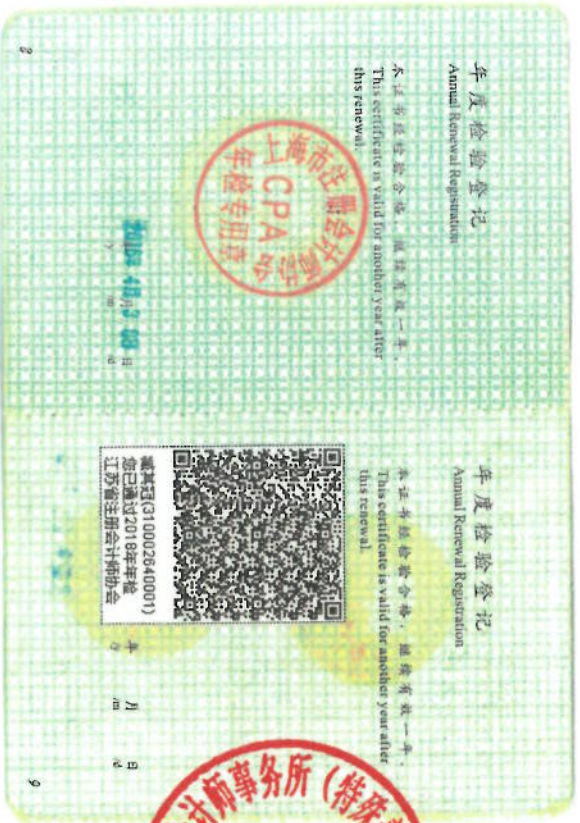 年度检验登记
Annual Renewal Registration
本证书经检验合格，继续有效一年。
This certificate is valid for another year after
this renewal.
上海市注册会计师协会
CPA
年检专用章
日
y
/m
/d
8
年度检验登记
Annual Renewal Registration
本证书经检验合格，继续有效一年。
This certificate is valid for another year after
this renewal.
(310002640001)
您已通过2018年年检
江苏省注册会计师协会
年 月 日
y /m /d
9
计师事务所（特殊普